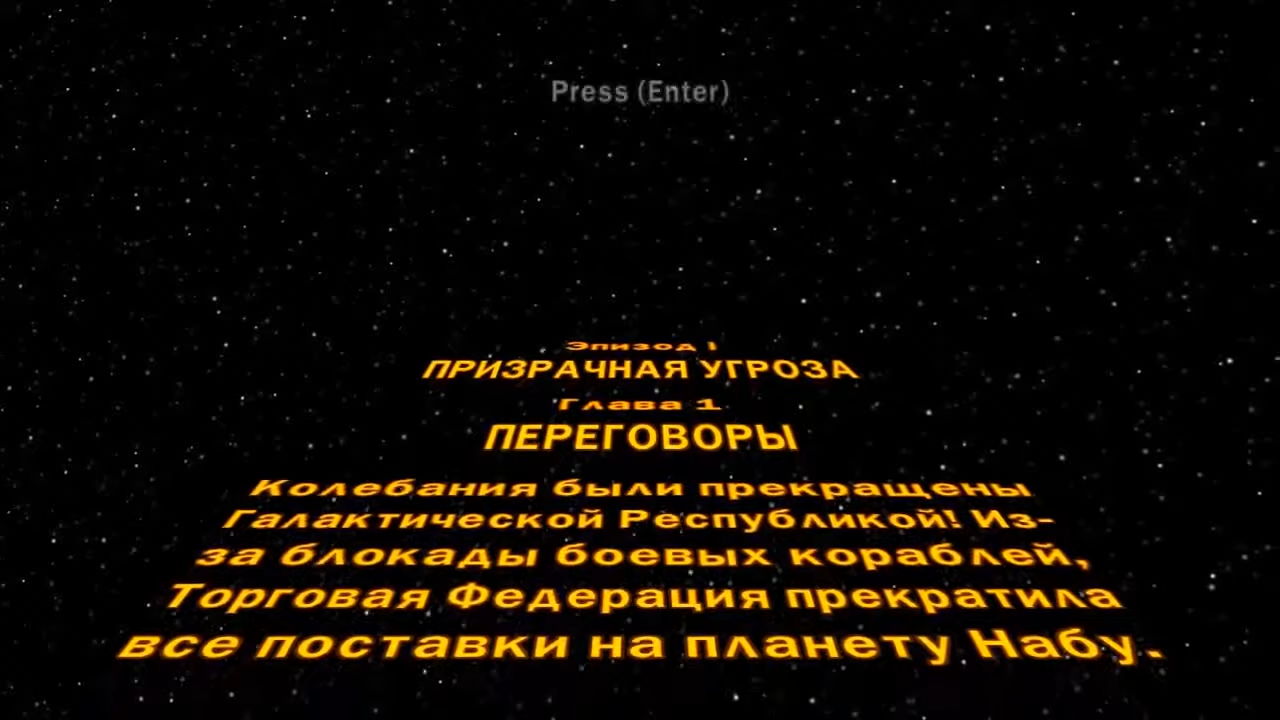 Press (Enter)
Эпизод I
ПРИЗРАЧНАЯ УГРОЗА
Глава 1
ПЕРЕГОВОРЫ
Колебания были прекращены
Галактической Республикой! Из-
за блокады боевых кораблей,
Торговая Федерация прекратила
все поставки на планету Набу.